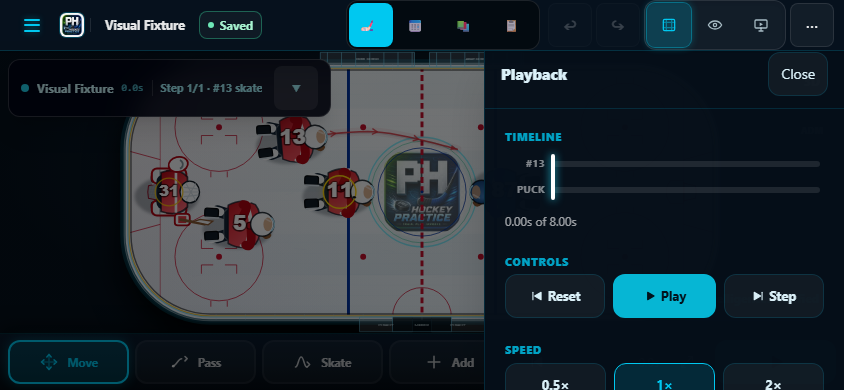 PH
Visual Fixture
Saved
...
Visual Fixture 0.0s Step 1/1 · #13 skate
Playback
Close
TIMELINE
#13
PUCK
0.00s of 8.00s
CONTROLS
Reset
Play
Step
SPEED
0.5×
1×
2×
13
31
11
5
PH
HOCKEY
PRACTICE
Move
Pass
Skate
Add